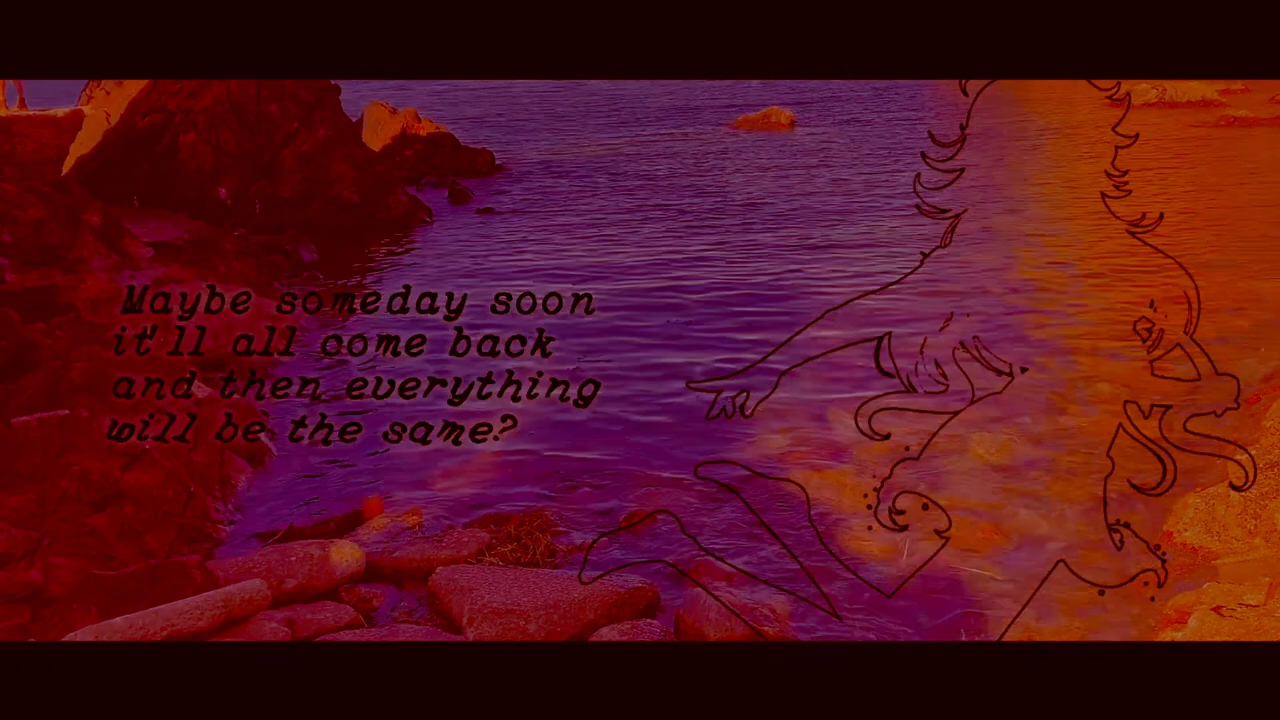 Maybe someday soon
it'll all come back
and then everything
will be the same?